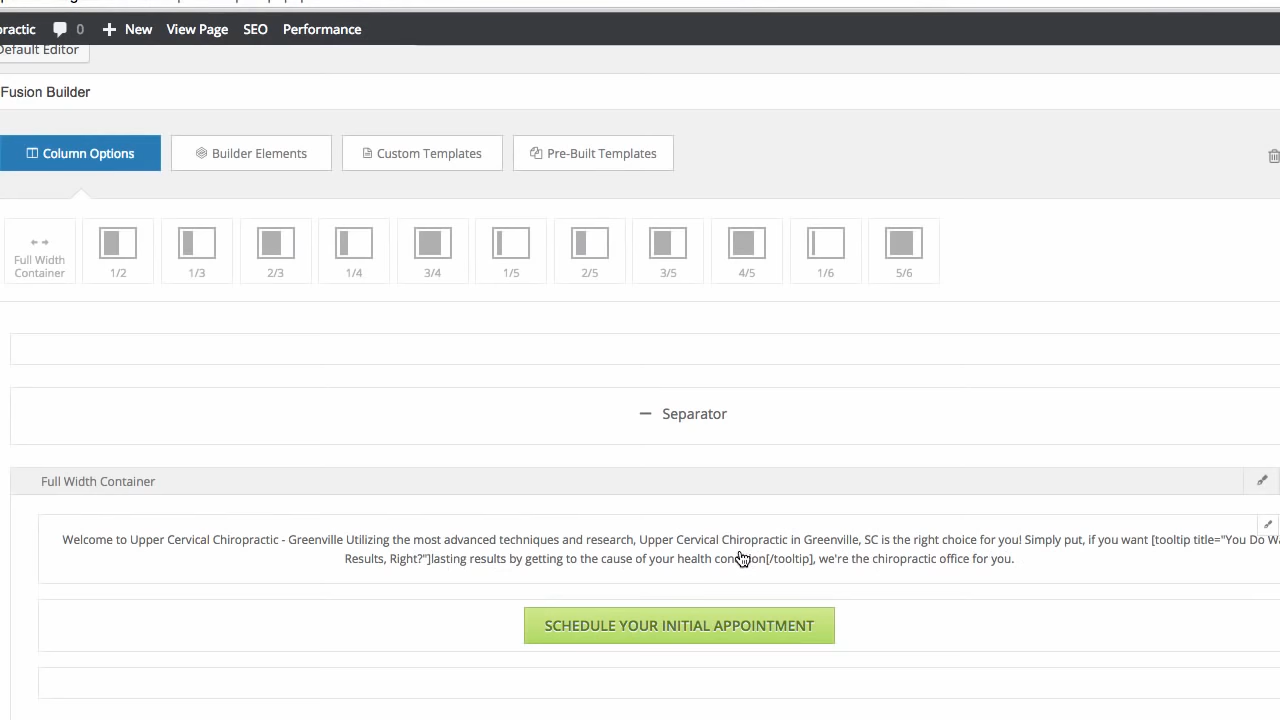 practic 0 New View Page SEO Performance
Default Editor
Fusion Builder
Column Options Builder Elements Custom Templates Pre-Built Templates
Full Width
Container 1/2 1/3 2/3 1/4 3/4 1/5 2/5 3/5 4/5 1/6 5/6
Separator
Full Width Container
Welcome to Upper Cervical Chiropractic - Greenville Utilizing the most advanced techniques and research, Upper Cervical Chiropractic in Greenville, SC is the right choice for you! Simply put, if you want [tooltip title="You Do Wa
Results, Right?"]lasting results by getting to the cause of your health condition[/tooltip], we're the chiropractic office for you.
SCHEDULE YOUR INITIAL APPOINTMENT